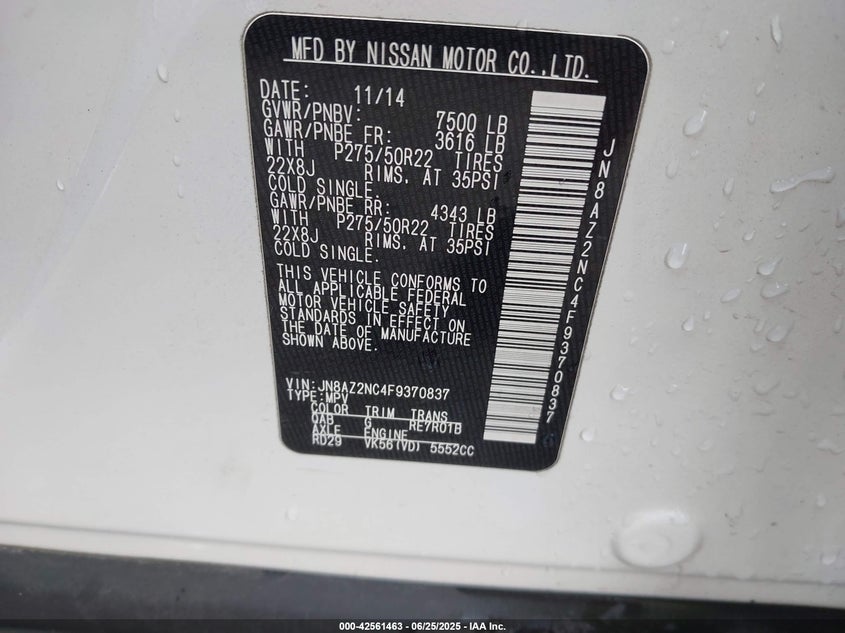 MFD BY NISSAN MOTOR CO.,LTD.
DATE: 11/14
GVWR/PNBV: 7500 LB
GAWR/PNBE FR: 3616 LB
WITH P275/50R22 TIRES
22X8J RIMS, AT 35PSI
COLD SINGLE.
GAWR/PNBE RR: 4343 LB
WITH P275/50R22 TIRES
22X8J RIMS, AT 35PSI
COLD SINGLE.
THIS VEHICLE CONFORMS TO
ALL APPLICABLE FEDERAL
MOTOR VEHICLE SAFETY
STANDARDS IN EFFECT ON
THE DATE OF MANUFACTURE
SHOWN ABOVE.
VIN: JN8AZ2NC4F9370837
TYPE: MPV
COLOR TRIM TRANS
QAB G RE7R01B
AXLE ENGINE
RD29 VK56(VD) 5552CC
JN8AZ2NC4F9370837
000-42561463 - 06/25/2025 - IAA Inc.